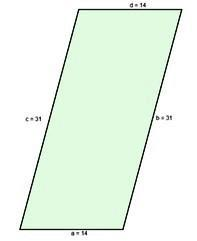 d = 14
c = 31
b = 31
a = 14